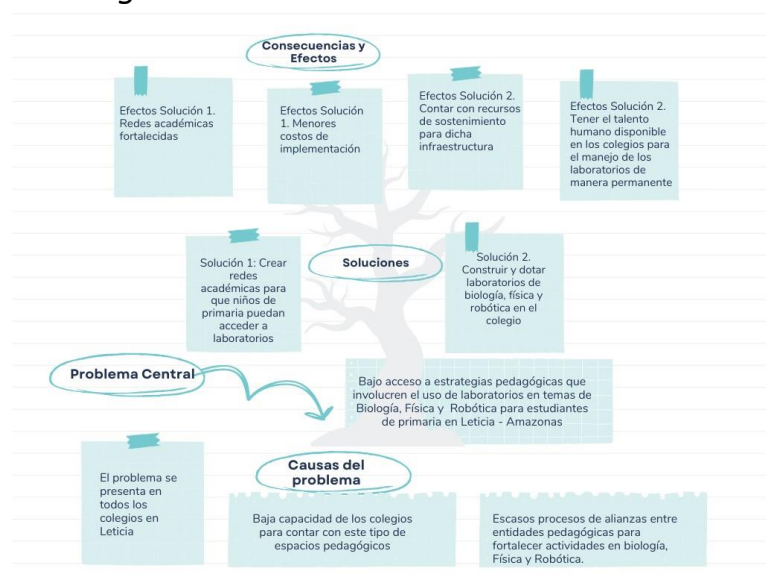 Consecuencias y
Efectos
Efectos Solución 1.
Redes académicas
fortalecidas
Efectos Solución
1. Menores
costos de
implementación
Efectos Solución 2.
Contar con recursos
de sostenimiento
para dicha
infraestructura
Efectos Solución 2.
Tener el talento
humano disponible
en los colegios para
el manejo de los
laboratorios de
manera permanente
Solución 1: Crear
redes
académicas para
que niños de
primaria puedan
acceder a
laboratorios
Soluciones
Solución 2.
Construir y dotar
laboratorios de
biología, física y
robótica en el
colegio
Problema Central
Bajo acceso a estrategias pedagógicas que
involucren el uso de laboratorios en temas de
Biología, Física y Robótica para estudiantes
de primaria en Leticia - Amazonas
El problema se
presenta en
todos los
colegios en
Leticia
Causas del
problema
Baja capacidad de los colegios
para contar con este tipo de
espacios pedagógicos
Escasos procesos de alianzas entre
entidades pedagógicas para
fortalecer actividades en biología,
Física y Robótica.